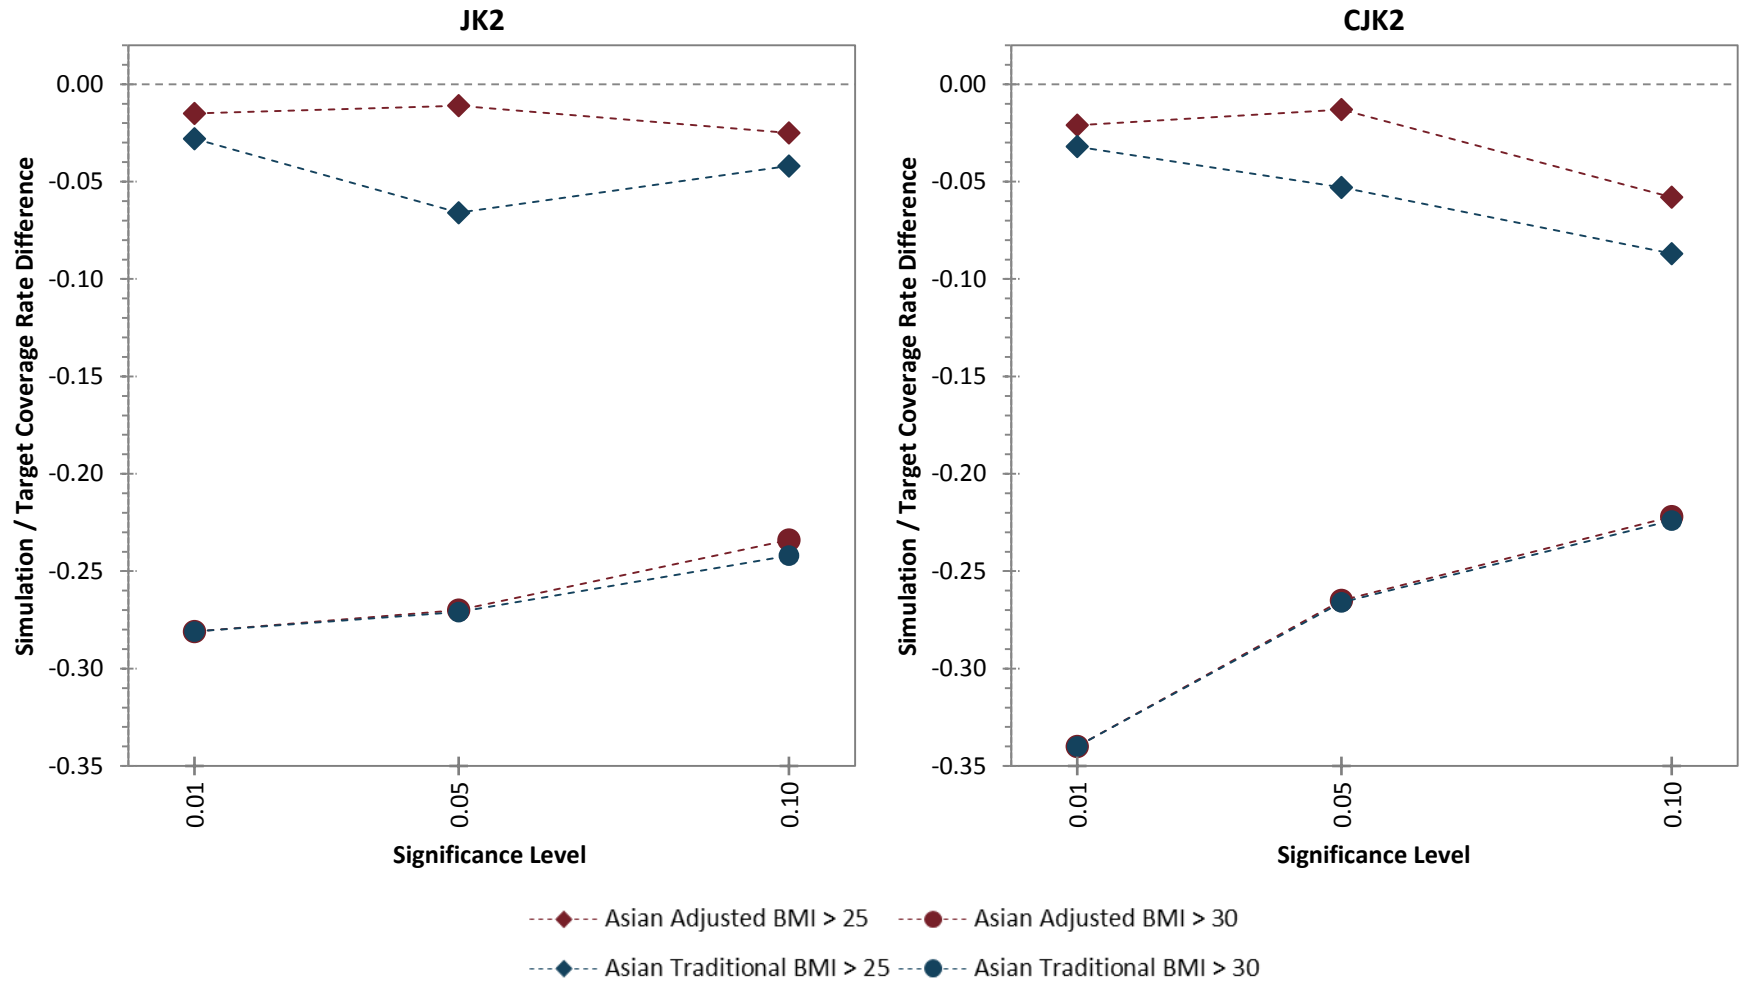 JK2
Simulation / Target Coverage Rate Difference
0.00
-0.05
-0.10
-0.15
-0.20
-0.25
-0.30
-0.35
0.01
0.05
0.10
Significance Level
CJK2
Simulation / Target Coverage Rate Difference
0.00
-0.05
-0.10
-0.15
-0.20
-0.25
-0.30
-0.35
0.01
0.05
0.10
Significance Level
Asian Adjusted BMI > 25
Asian Adjusted BMI > 30
Asian Traditional BMI > 25
Asian Traditional BMI > 30